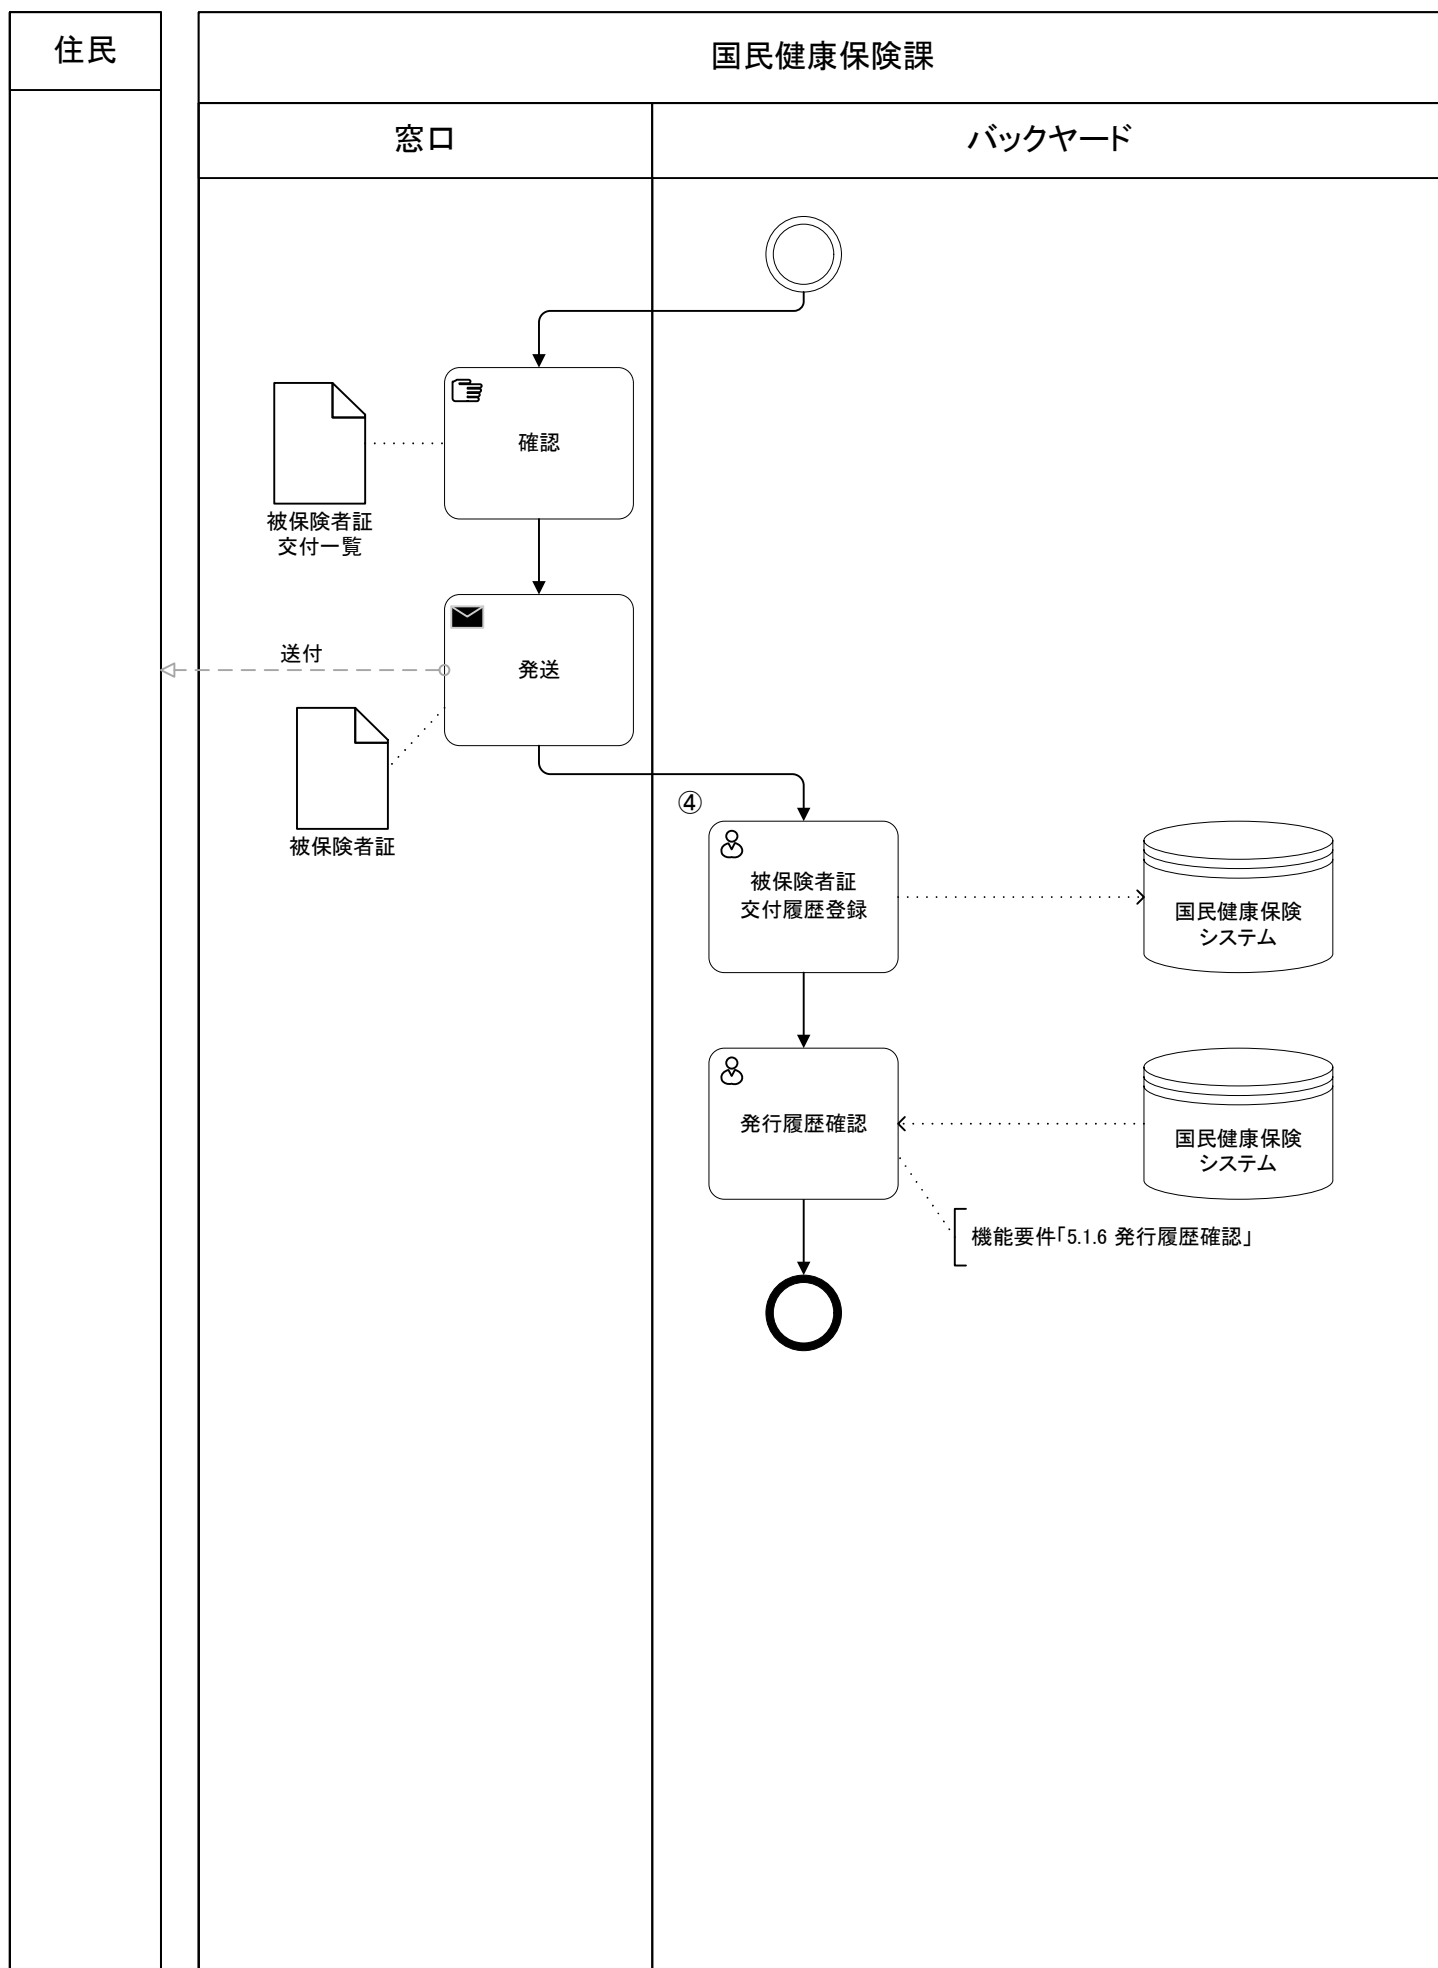 住民
国民健康保険課
窓口
バックヤード
確認
被保険者証
交付一覧
送付
発送
被保険者証
④
被保険者証
交付履歴登録
国民健康保険
システム
発行履歴確認
国民健康保険
システム
機能要件「5.1.6 発行履歴確認」